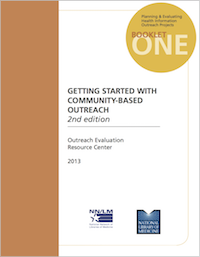 Planning & Evaluating
Health Information
Outreach Projects
BOOKLET
ONE
GETTING STARTED WITH
COMMUNITY-BASED
OUTREACH
2nd edition
Outreach Evaluation
Resource Center
2013
NN/LM
NATIONAL
LIBRARY OF
MEDICINE